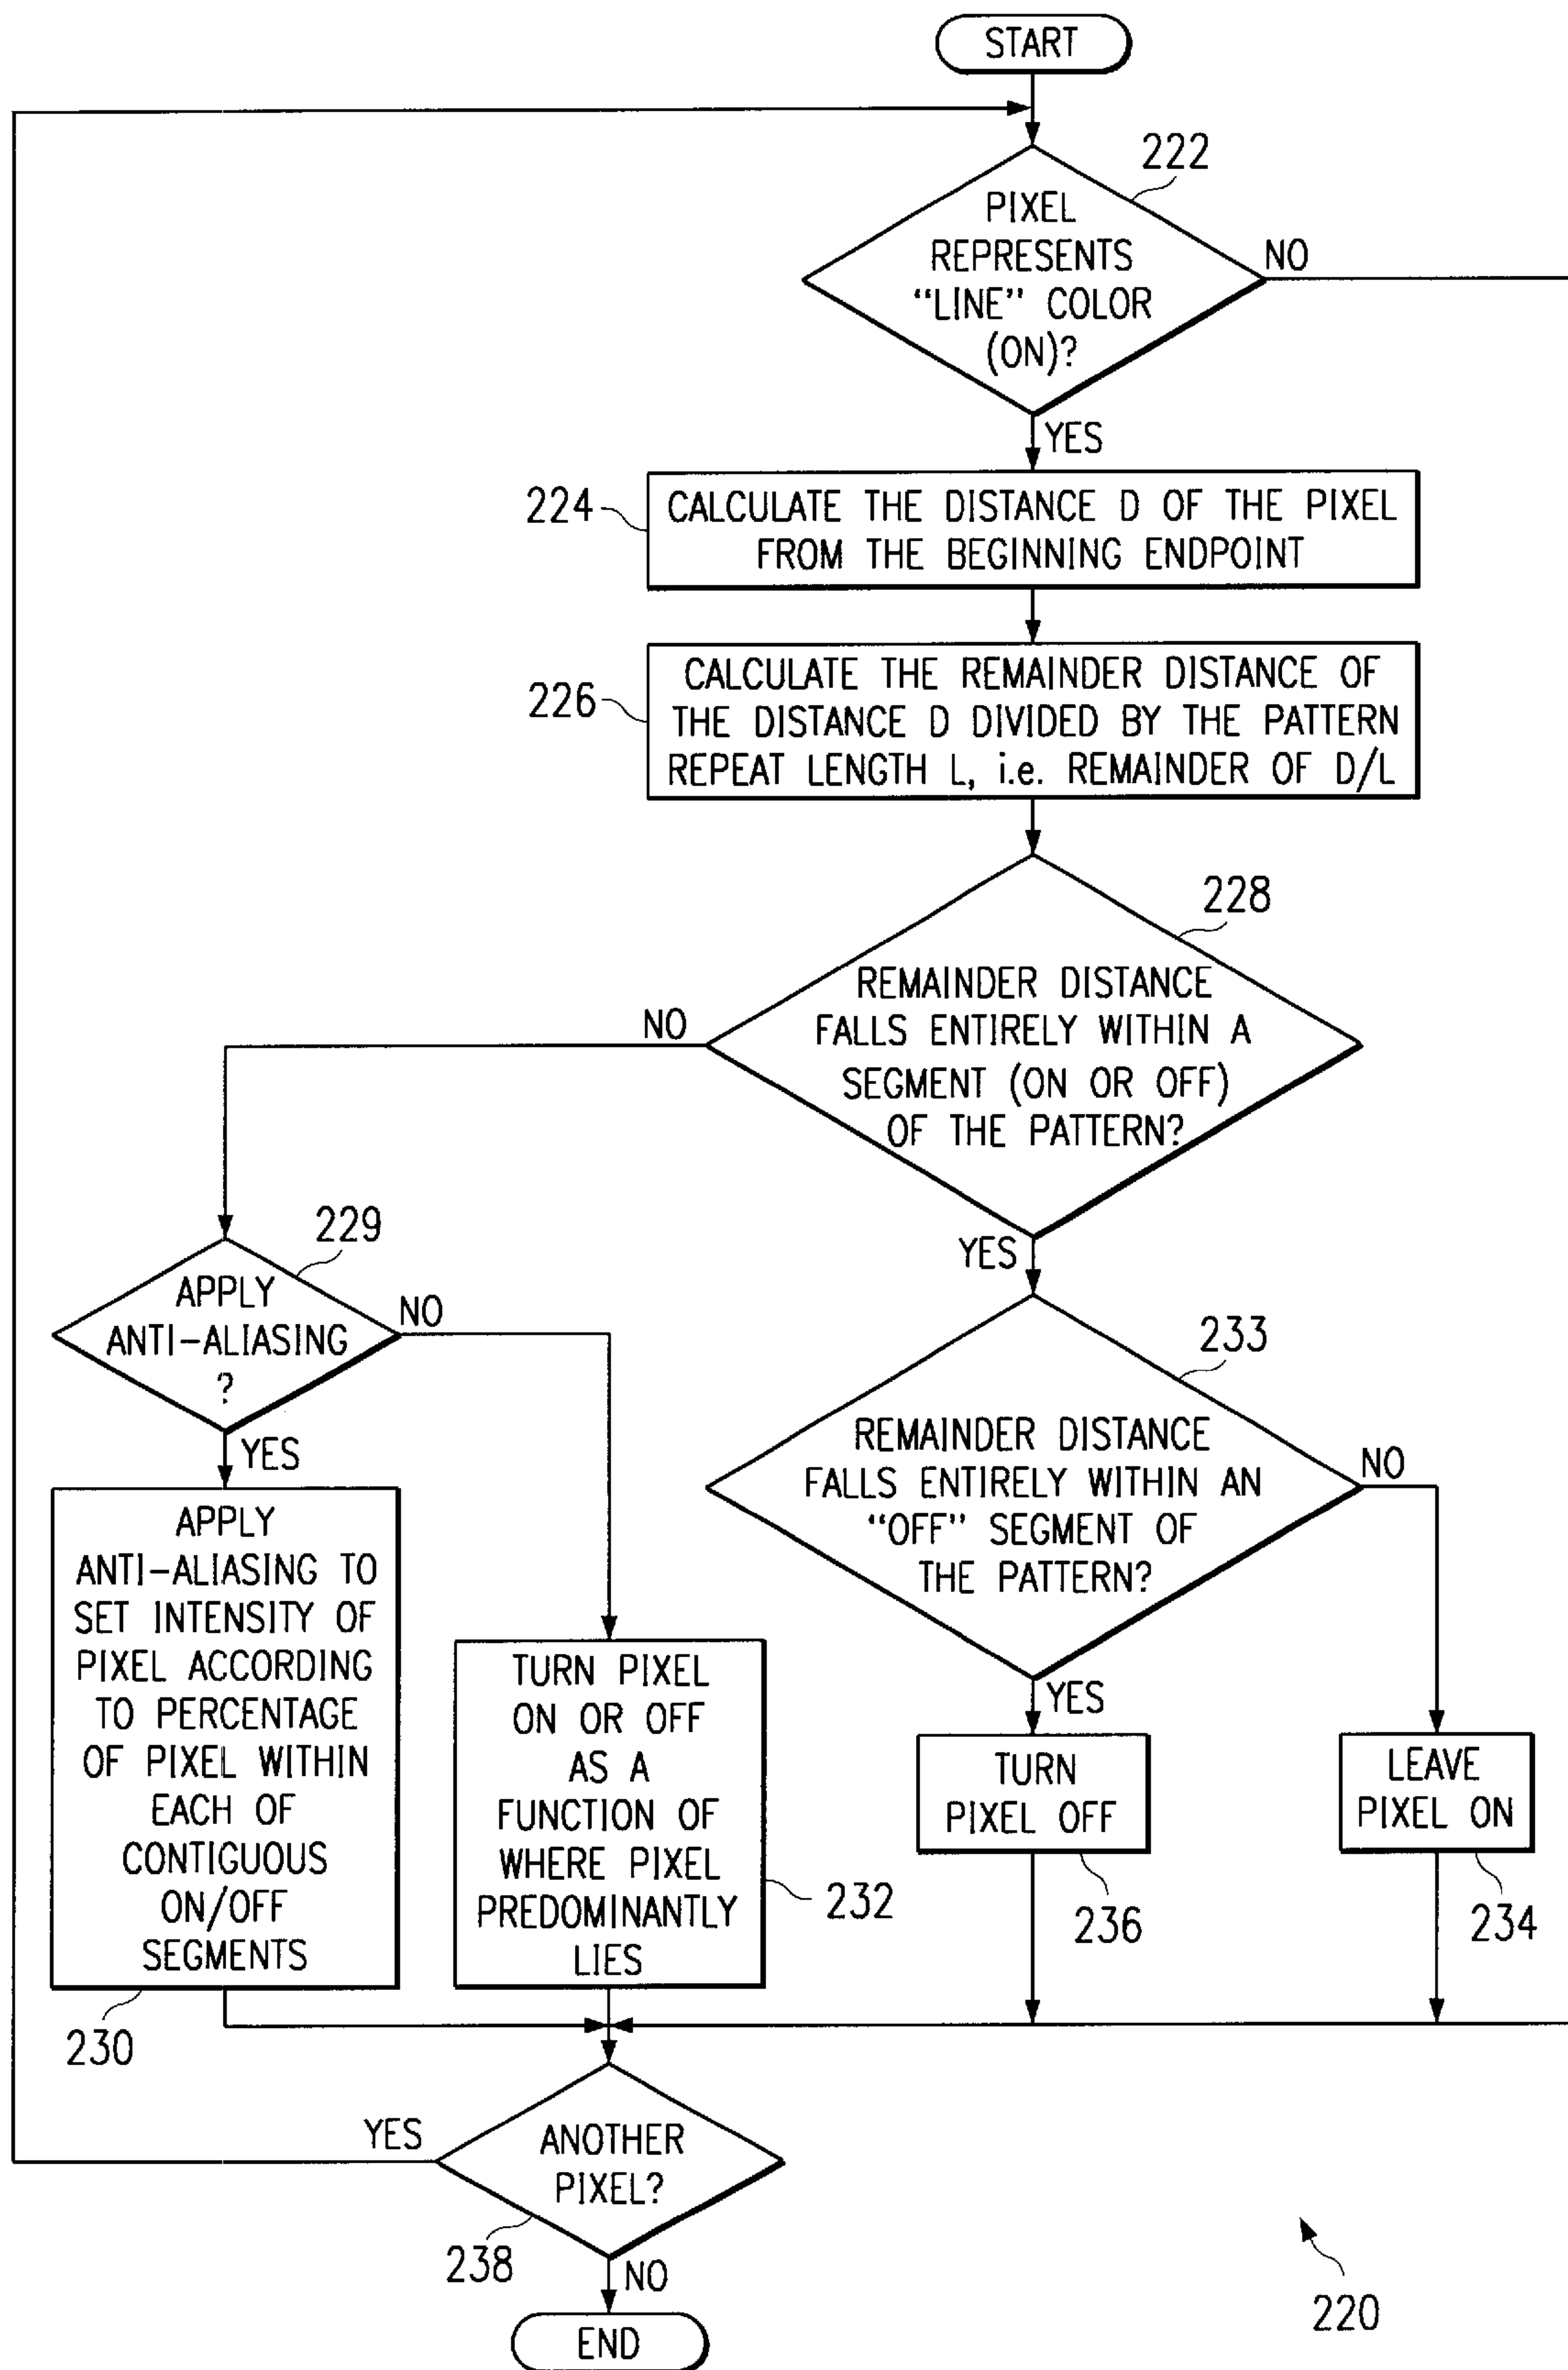 START
222
PIXEL
REPRESENTS
“LINE” COLOR
(ON)?
NO
YES
224
CALCULATE THE DISTANCE D OF THE PIXEL
FROM THE BEGINNING ENDPOINT
226
CALCULATE THE REMAINDER DISTANCE OF
THE DISTANCE D DIVIDED BY THE PATTERN
REPEAT LENGTH L, i.e. REMAINDER OF D/L
228
REMAINDER DISTANCE
FALLS ENTIRELY WITHIN A
SEGMENT (ON OR OFF)
OF THE PATTERN?
NO
YES
229
APPLY
ANTI-ALIASING
?
NO
YES
233
REMAINDER DISTANCE
FALLS ENTIRELY WITHIN AN
“OFF” SEGMENT OF
THE PATTERN?
NO
YES
APPLY
ANTI-ALIASING TO
SET INTENSITY OF
PIXEL ACCORDING
TO PERCENTAGE
OF PIXEL WITHIN
EACH OF
CONTIGUOUS
ON/OFF
SEGMENTS
230
TURN PIXEL
ON OR OFF
AS A
FUNCTION OF
WHERE PIXEL
PREDOMINANTLY
LIES
232
TURN
PIXEL OFF
236
LEAVE
PIXEL ON
234
ANOTHER
PIXEL?
YES
238
NO
END
220